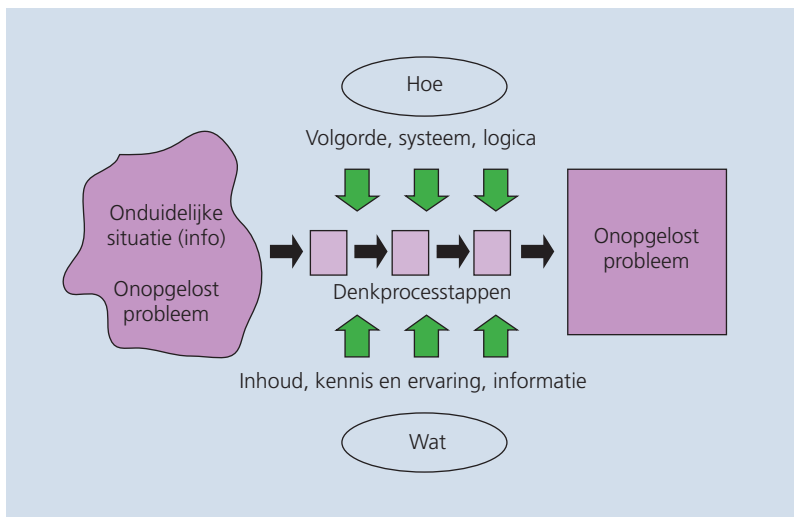 Hoe
Volgorde, systeem, logica
Onduidelijke
situatie (info)
Onopgelost
probleem
Denkprocesstappen
Onopgelost
probleem
Inhoud, kennis en ervaring, informatie
Wat